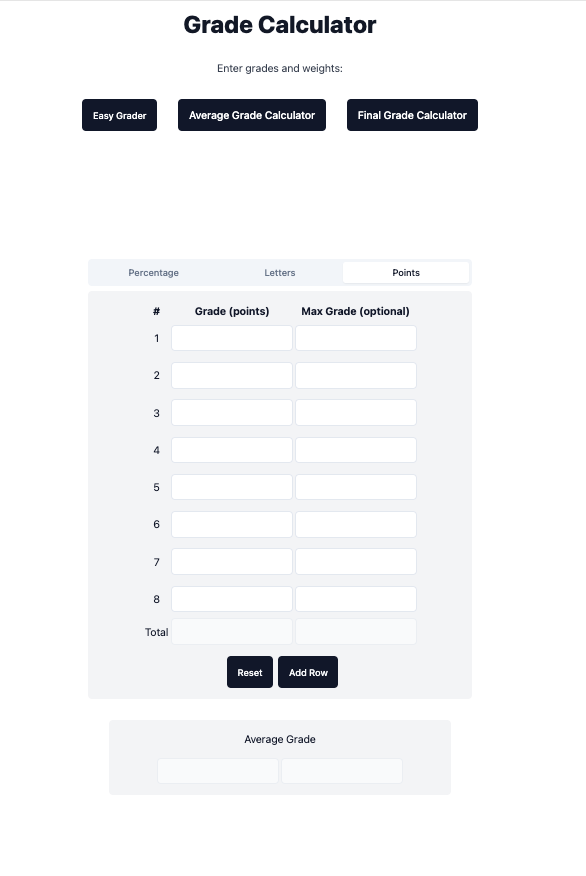 Grade Calculator
Enter grades and weights:
Easy Grader Average Grade Calculator Final Grade Calculator
Percentage Letters Points
# Grade (points) Max Grade (optional)
1
2
3
4
5
6
7
8
Total
Reset Add Row
Average Grade